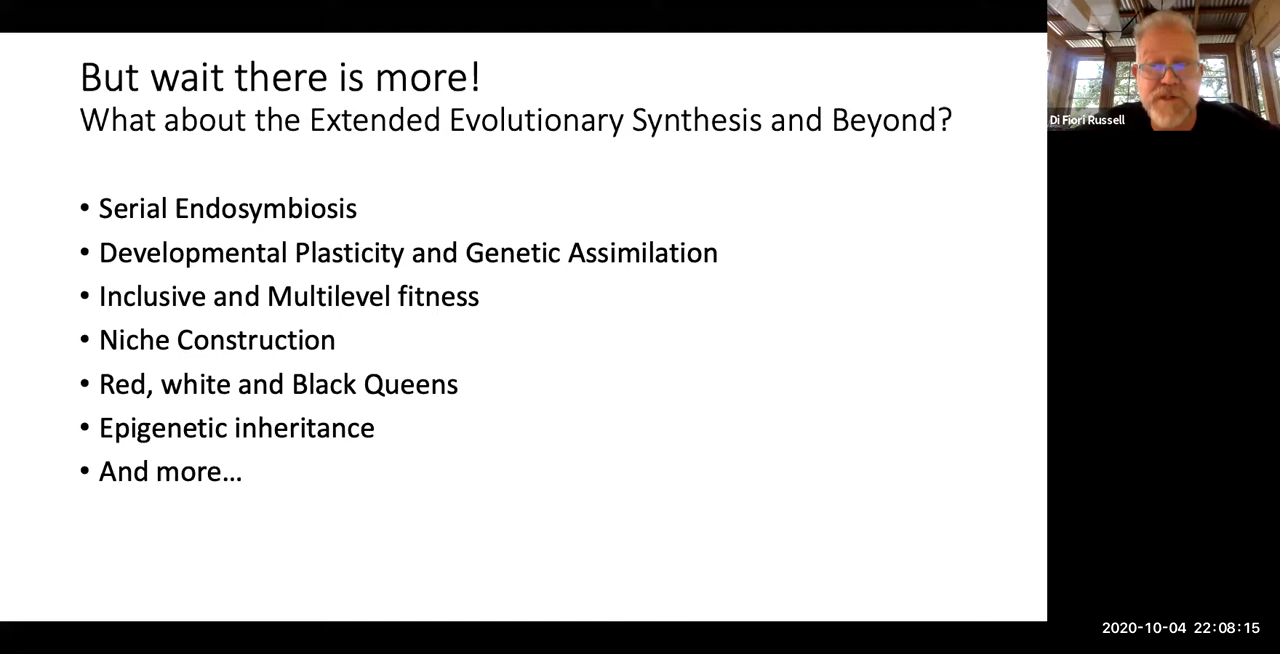 But wait there is more!
What about the Extended Evolutionary Synthesis and Beyond?
• Serial Endosymbiosis
• Developmental Plasticity and Genetic Assimilation
• Inclusive and Multilevel fitness
• Niche Construction
• Red, white and Black Queens
• Epigenetic inheritance
• And more…
Di Fiori Russell
2020-10-04 22:08:15